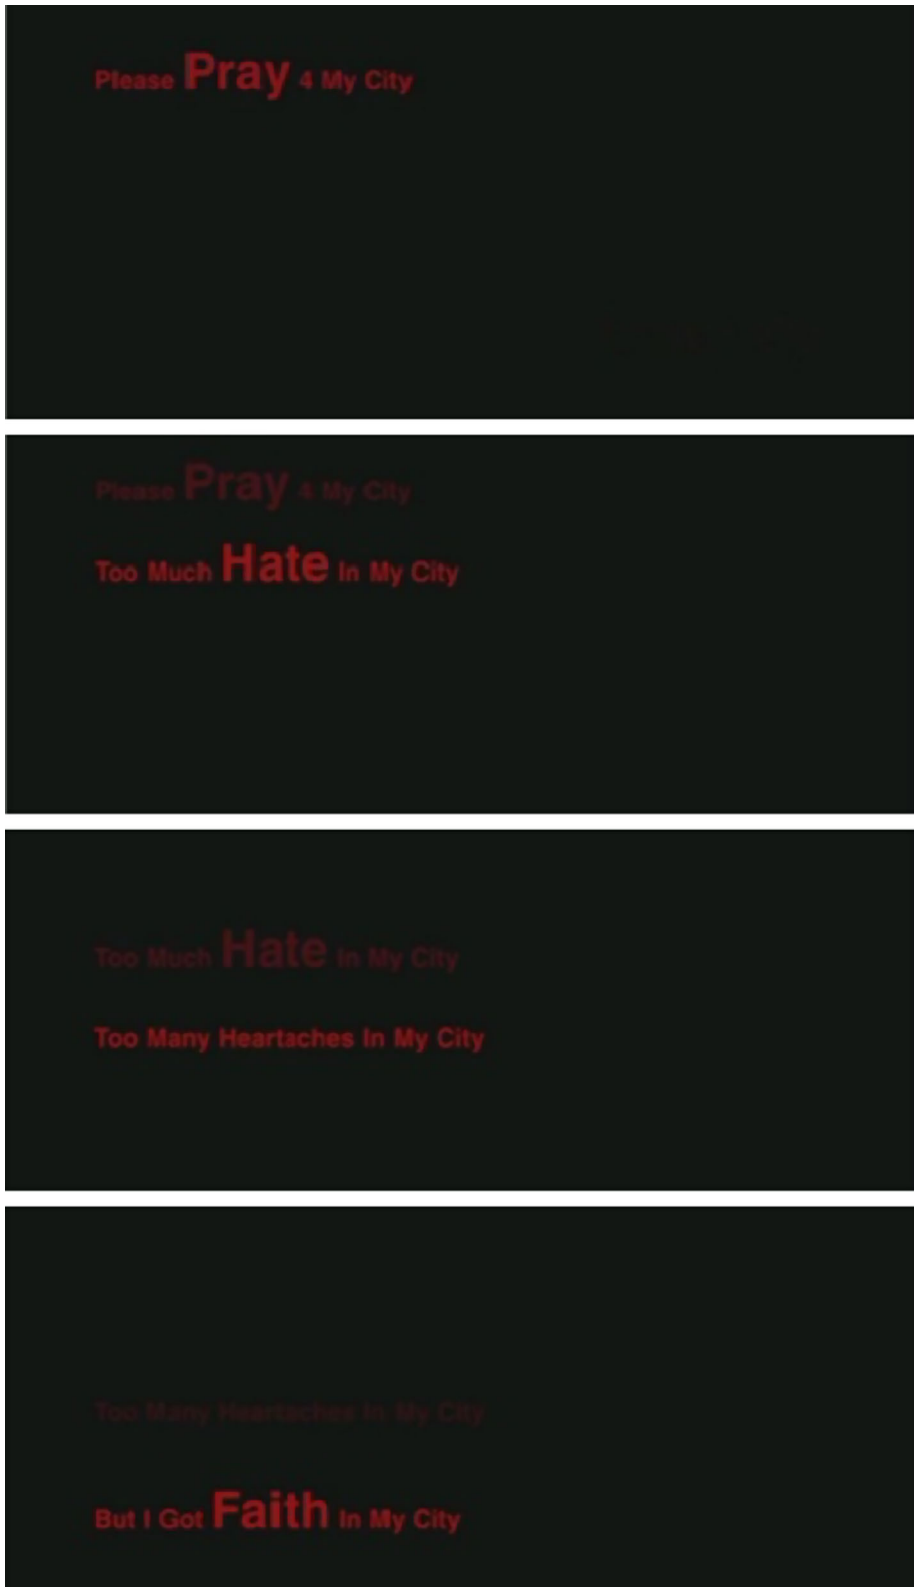 Please Pray 4 My City
Please Pray 4 My City
Too Much Hate In My City
Too Much Hate In My City
Too Many Heartaches In My City
Too Many Heartaches In My City
But I Got Faith In My City